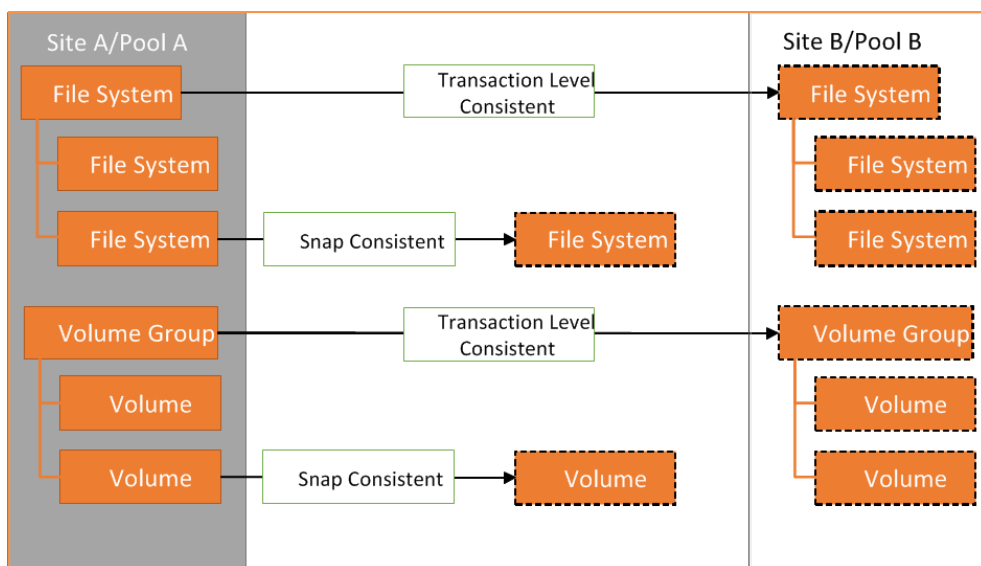 Site A/Pool A
Site B/Pool B
File System
Transaction Level
Consistent
File System
File System
File System
File System
Snap Consistent
File System
File System
Volume Group
Transaction Level
Consistent
Volume Group
Volume
Volume
Volume
Snap Consistent
Volume
Volume